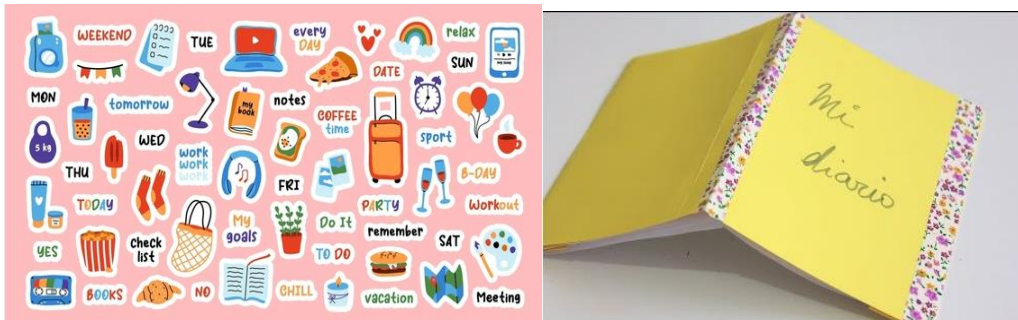 WEEKEND
TUE
every
DAY
relax
SUN
DATE
MON
tomorrow
my
book
notes
COFFEE
time
sport
5 kg
WED
work
work
work
THU
FRI
B-DAY
TODAY
My
goals
Do It
PARTY
Workout
YES
check
list
TO DO
remember
SAT
BOOKS
NO
CHILL
vacation
Meeting
Mi
diario